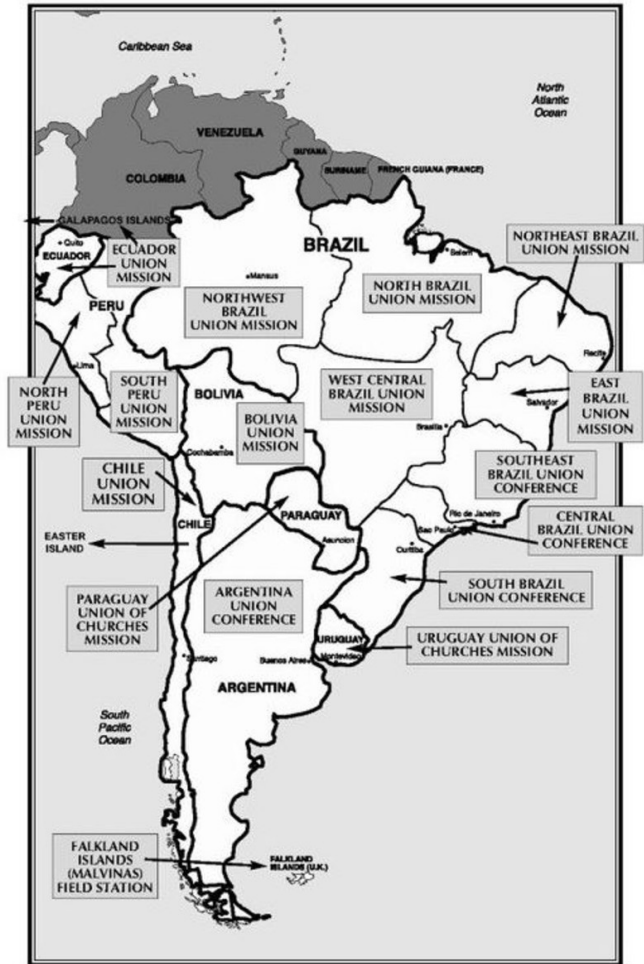 Caribbean Sea
North
Atlantic
Ocean
VENEZUELA
GUYANA
SURINAME
FRENCH GUIANA (FRANCE)
COLOMBIA
GALAPAGOS ISLANDS
Quito
ECUADOR
ECUADOR
UNION
MISSION
BRAZIL
NORTHEAST BRAZIL
UNION MISSION
Belem
Manaus
NORTHWEST
BRAZIL
UNION MISSION
NORTH BRAZIL
UNION MISSION
PERU
Lima
Recife
NORTH
PERU
UNION
MISSION
SOUTH
PERU UNION
MISSION
BOLIVIA
BOLIVIA
UNION
MISSION
Cochabamba
WEST CENTRAL
BRAZIL UNION
MISSION
Brasilia
Salvador
EAST
BRAZIL
UNION
MISSION
SOUTHEAST
BRAZIL UNION
CONFERENCE
CHILE
UNION
MISSION
CHILE
PARAGUAY
Asuncion
Rio de Janeiro
Sao Paulo
CENTRAL
BRAZIL UNION
CONFERENCE
Curitiba
EASTER
ISLAND
PARAGUAY
UNION OF
CHURCHES
MISSION
ARGENTINA
UNION
CONFERENCE
SOUTH BRAZIL
UNION CONFERENCE
URUGUAY
Montevideo
URUGUAY UNION OF
CHURCHES MISSION
Santiago
Buenos Aires
ARGENTINA
South
Pacific
Ocean
FALKLAND
ISLANDS
(MALVINAS)
FIELD STATION
FALKLAND
ISLANDS (U.K.)